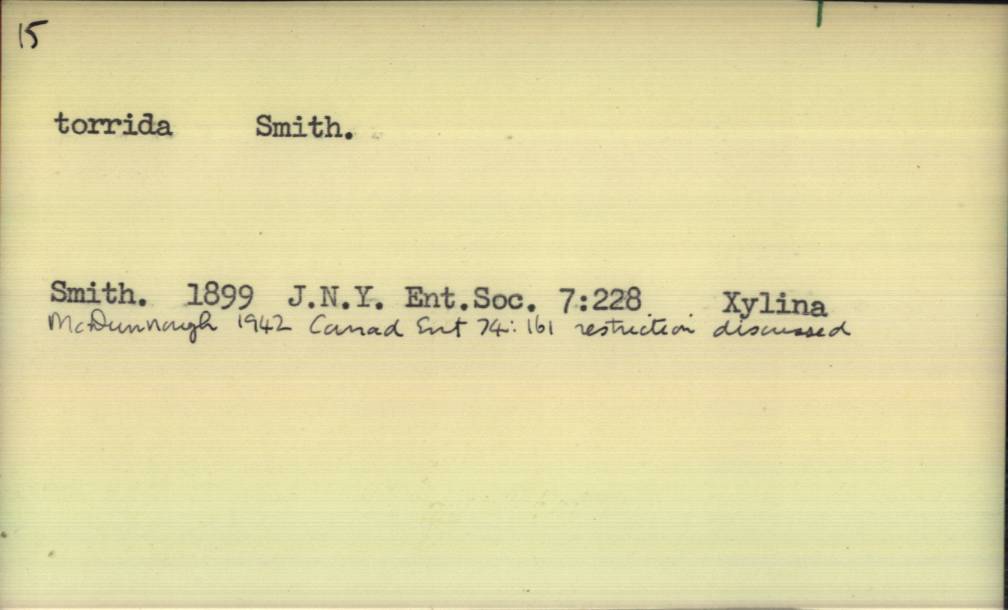 15
torrida Smith.
Smith. 1899 J.N.Y. Ent.Soc. 7:228. Xylina
McDunnough 1942 Canad Ent 74: 161 restriction discussed